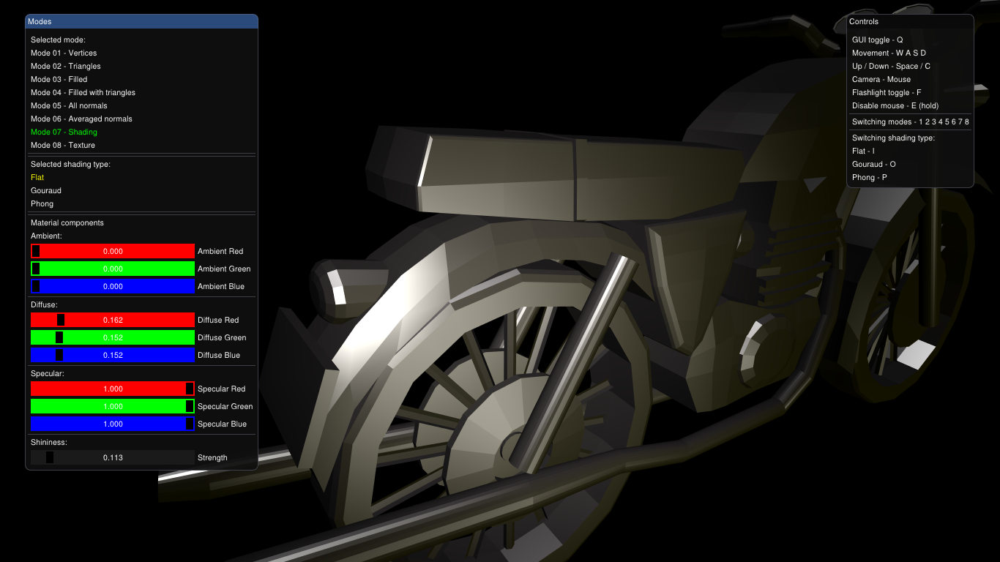 Modes
Selected mode:
Mode 01 - Vertices
Mode 02 - Triangles
Mode 03 - Filled
Mode 04 - Filled with triangles
Mode 05 - All normals
Mode 06 - Averaged normals
Mode 07 - Shading
Mode 08 - Texture
Selected shading type:
Flat
Gouraud
Phong
Material components
Ambient:
0.000 Ambient Red
0.000 Ambient Green
0.000 Ambient Blue
Diffuse:
0.162 Diffuse Red
0.152 Diffuse Green
0.152 Diffuse Blue
Specular:
1.000 Specular Red
1.000 Specular Green
1.000 Specular Blue
Shininess:
0.113 Strength
Controls
GUI toggle - Q
Movement - W A S D
Up / Down - Space / C
Camera - Mouse
Flashlight toggle - F
Disable mouse - E (hold)
Switching modes - 1 2 3 4 5 6 7 8
Switching shading type:
Flat - I
Gouraud - O
Phong - P